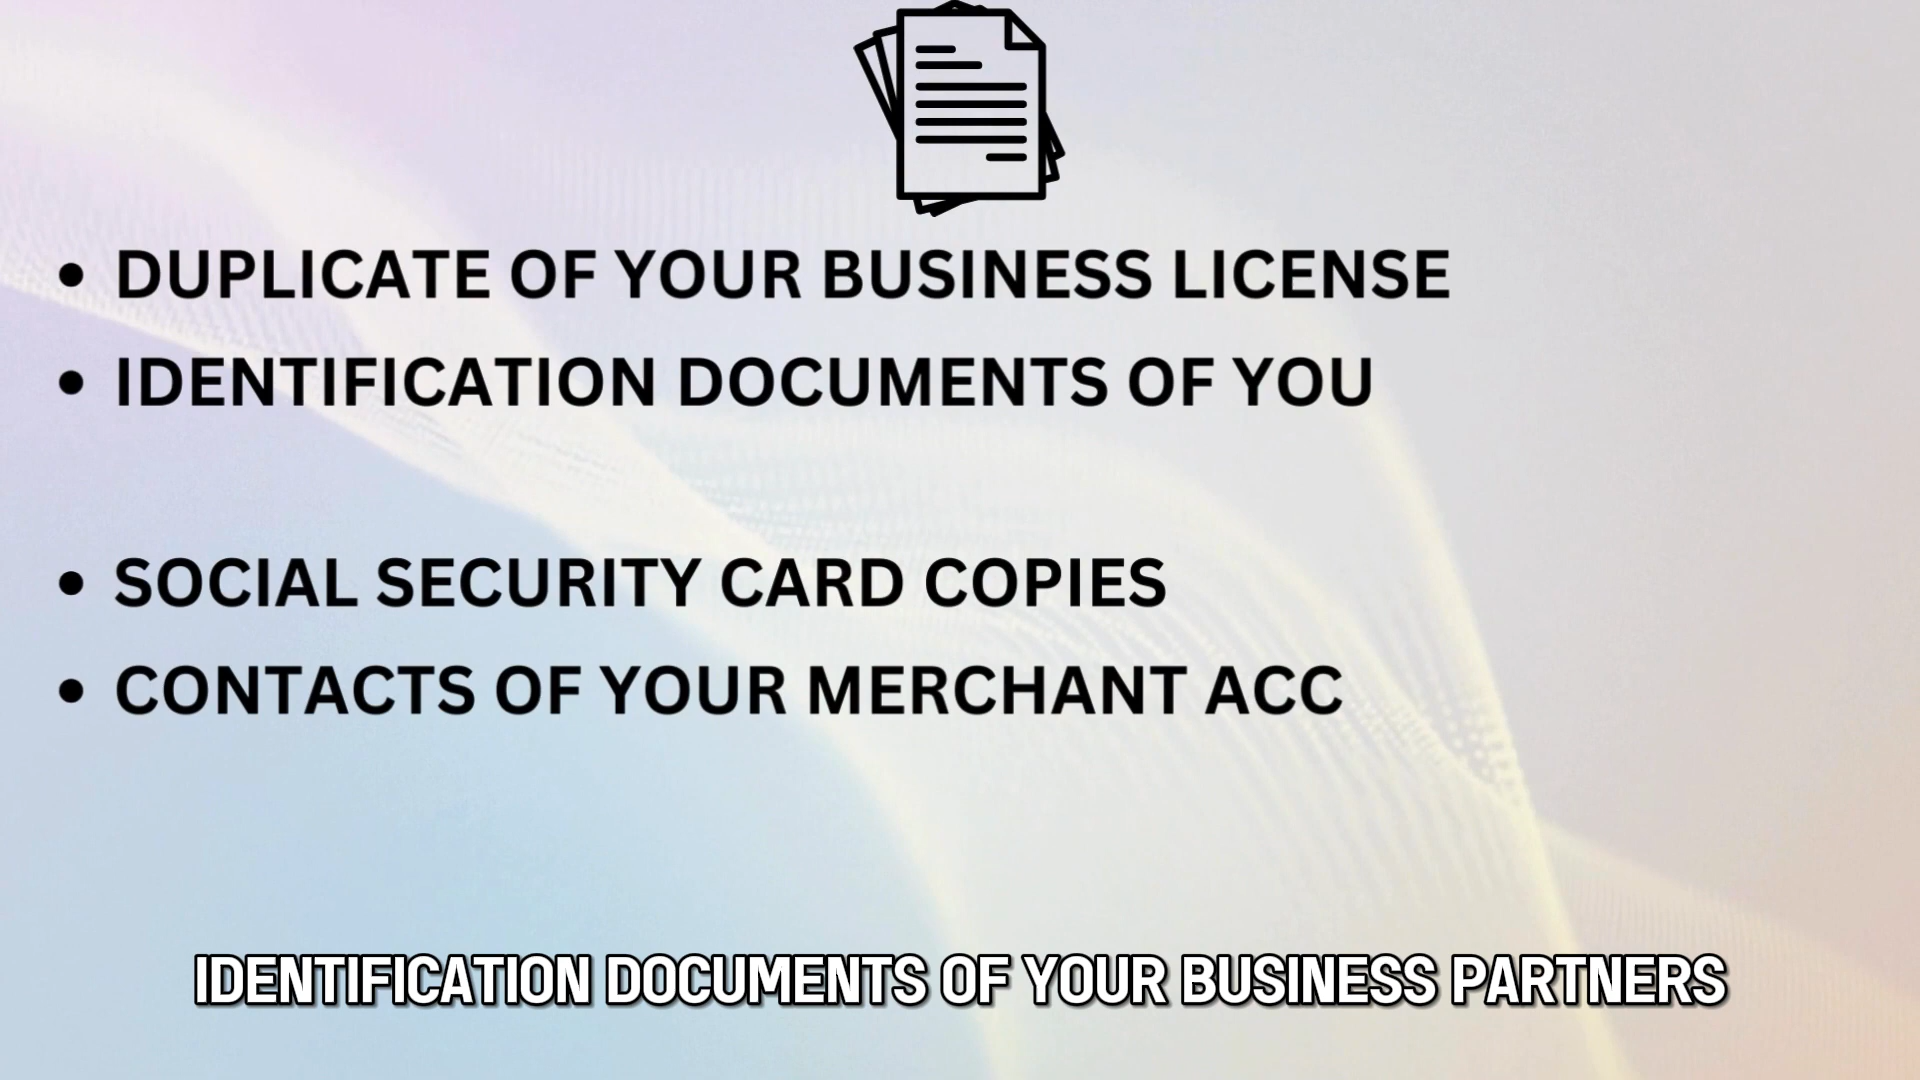 • DUPLICATE OF YOUR BUSINESS LICENSE
• IDENTIFICATION DOCUMENTS OF YOU
• SOCIAL SECURITY CARD COPIES
• CONTACTS OF YOUR MERCHANT ACC
IDENTIFICATION DOCUMENTS OF YOUR BUSINESS PARTNERS